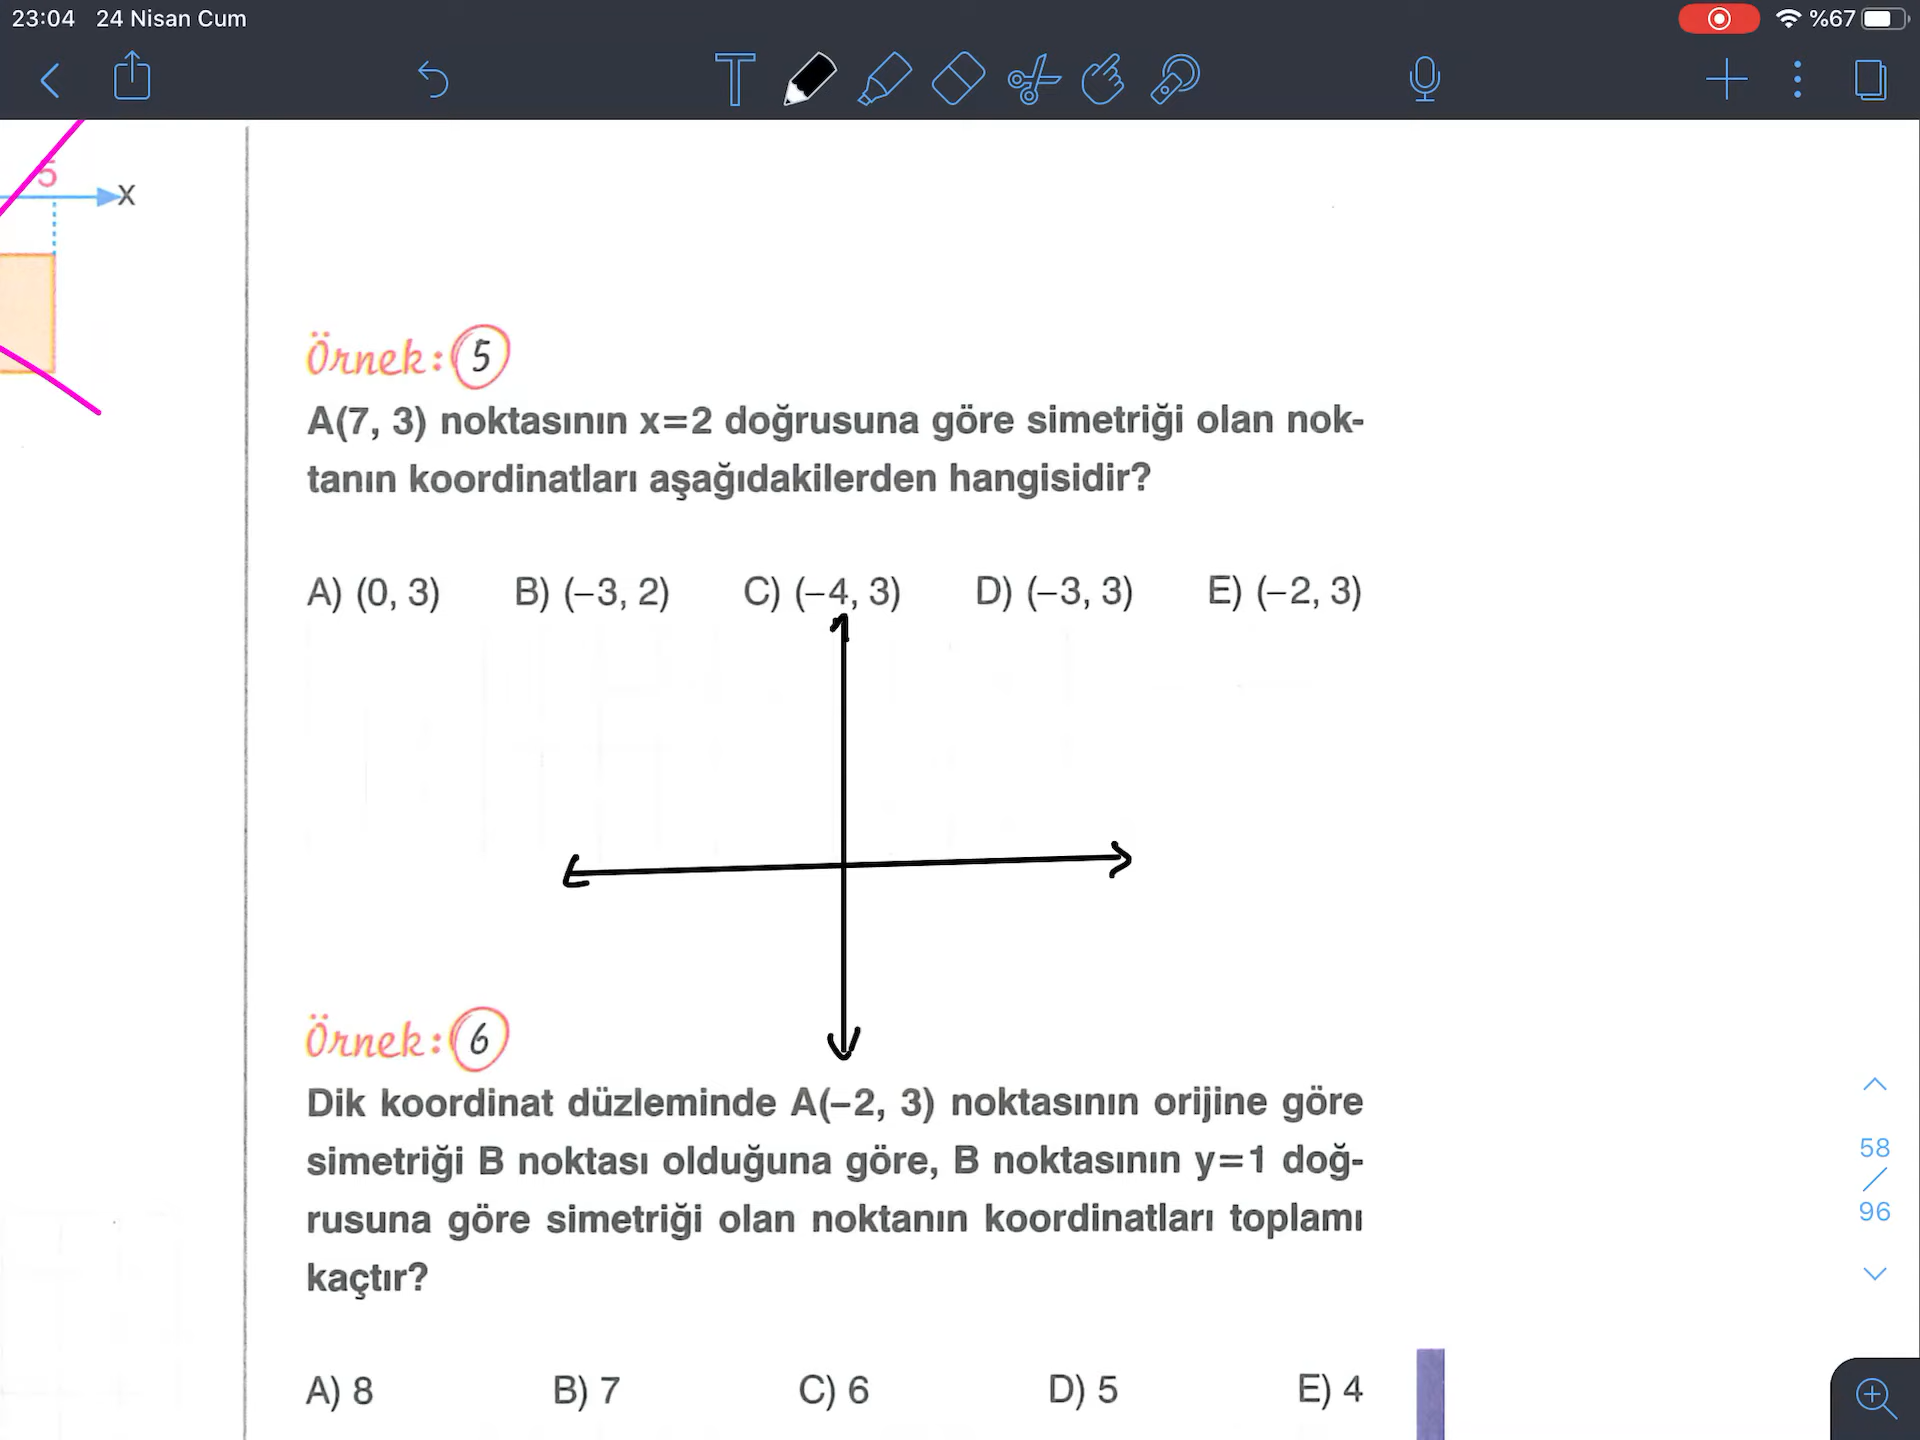 23:04 24 Nisan Cum
%67
5
x
Örnek: 5
A(7, 3) noktasının x=2 doğrusuna göre simetriği olan nok-
tanın koordinatları aşağıdakilerden hangisidir?
A) (0, 3) B) (−3, 2) C) (−4, 3) D) (−3, 3) E) (−2, 3)
Örnek: 6
Dik koordinat düzleminde A(−2, 3) noktasının orijine göre
simetriği B noktası olduğuna göre, B noktasının y=1 doğ-
rusuna göre simetriği olan noktanın koordinatları toplamı
kaçtır?
A) 8 B) 7 C) 6 D) 5 E) 4
58
/
96